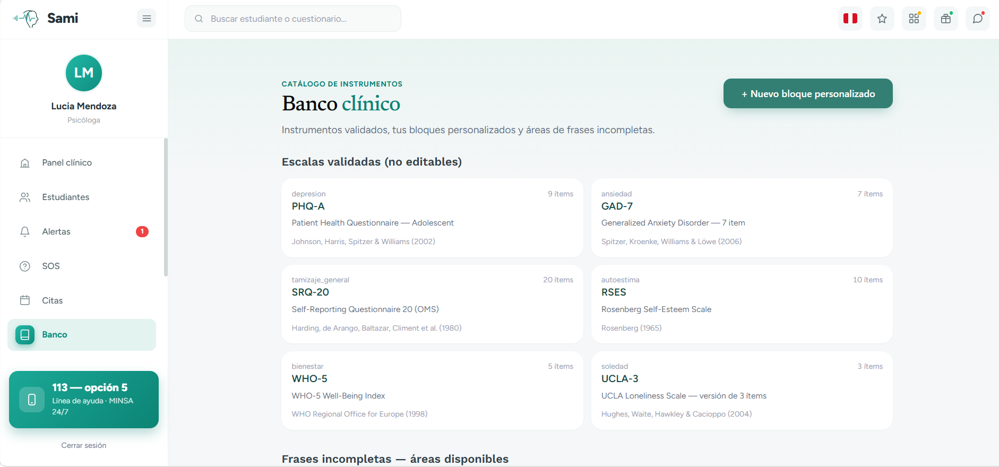 Sami
Buscar estudiante o cuestionario...
LM
Lucia Mendoza
Psicóloga
Panel clínico
Estudiantes
Alertas
1
SOS
Citas
Banco
113 — opción 5
Línea de ayuda · MINSA
24/7
Cerrar sesión
CATÁLOGO DE INSTRUMENTOS
Banco clínico
+ Nuevo bloque personalizado
Instrumentos validados, tus bloques personalizados y áreas de frases incompletas.
Escalas validadas (no editables)
depresion
9 ítems
PHQ-A
Patient Health Questionnaire — Adolescent
Johnson, Harris, Spitzer & Williams (2002)
ansiedad
7 ítems
GAD-7
Generalized Anxiety Disorder — 7 item
Spitzer, Kroenke, Williams & Löwe (2006)
tamizaje_general
20 ítems
SRQ-20
Self-Reporting Questionnaire 20 (OMS)
Harding, de Arango, Baltazar, Climent et al. (1980)
autoestima
10 ítems
RSES
Rosenberg Self-Esteem Scale
Rosenberg (1965)
bienestar
5 ítems
WHO-5
WHO-5 Well-Being Index
WHO Regional Office for Europe (1998)
soledad
3 ítems
UCLA-3
UCLA Loneliness Scale — versión de 3 ítems
Hughes, Waite, Hawkley & Cacioppo (2004)
Frases incompletas — áreas disponibles